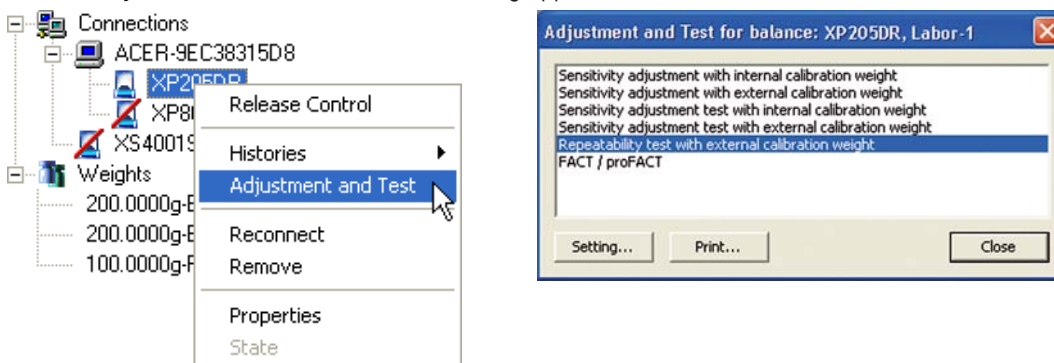 Connections
ACER-9EC38315D8
XP205DR
XP8
XS4001S
Weights
200.0000g-E
200.0000g-E
100.0000g-F
Release Control
Histories
Adjustment and Test
Reconnect
Remove
Properties
State
Adjustment and Test for balance: XP205DR, Labor-1
Sensitivity adjustment with internal calibration weight
Sensitivity adjustment with external calibration weight
Sensitivity adjustment test with internal calibration weight
Sensitivity adjustment test with external calibration weight
Repeatability test with external calibration weight
FACT / proFACT
Setting...
Print...
Close